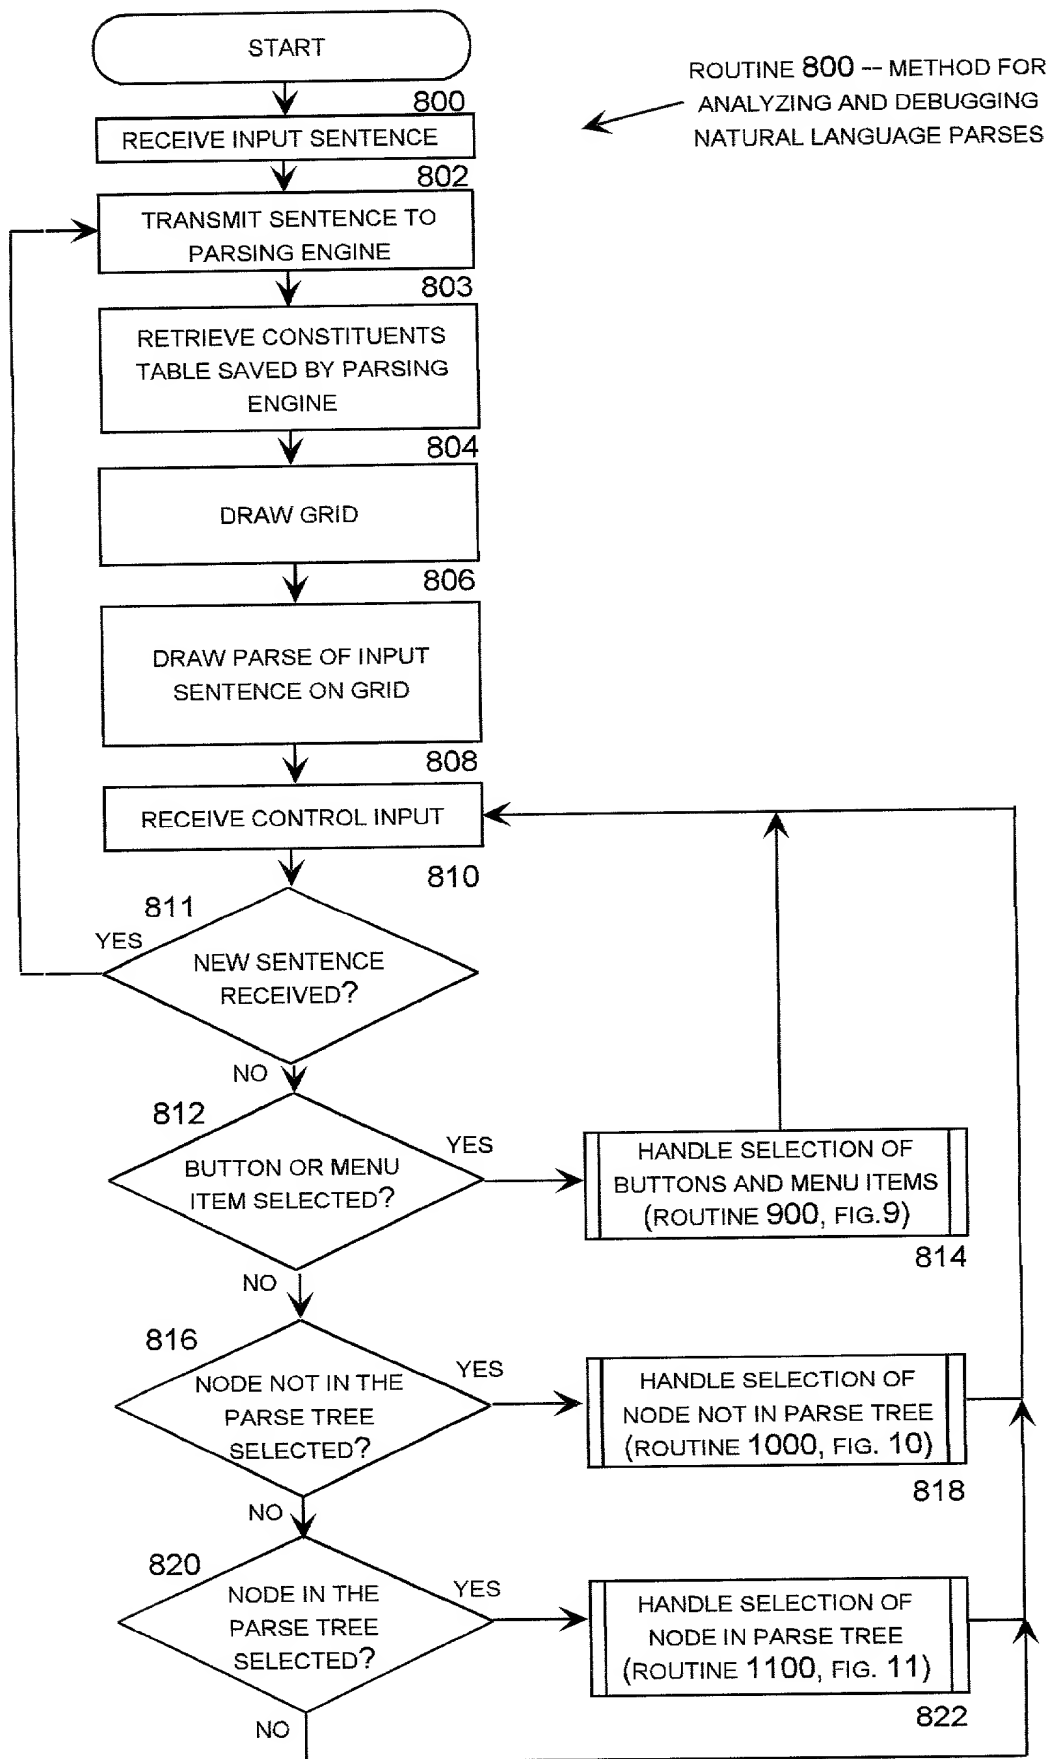 START
ROUTINE 800 -- METHOD FOR
ANALYZING AND DEBUGGING
NATURAL LANGUAGE PARSES
800
RECEIVE INPUT SENTENCE
802
TRANSMIT SENTENCE TO
PARSING ENGINE
803
RETRIEVE CONSTITUENTS
TABLE SAVED BY PARSING
ENGINE
804
DRAW GRID
806
DRAW PARSE OF INPUT
SENTENCE ON GRID
808
RECEIVE CONTROL INPUT
810
811
YES
NEW SENTENCE
RECEIVED?
NO
812
BUTTON OR MENU
ITEM SELECTED?
YES
HANDLE SELECTION OF
BUTTONS AND MENU ITEMS
(ROUTINE 900, FIG.9)
814
NO
816
NODE NOT IN THE
PARSE TREE
SELECTED?
YES
HANDLE SELECTION OF
NODE NOT IN PARSE TREE
(ROUTINE 1000, FIG. 10)
818
NO
820
NODE IN THE
PARSE TREE
SELECTED?
YES
HANDLE SELECTION OF
NODE IN PARSE TREE
(ROUTINE 1100, FIG. 11)
822
NO